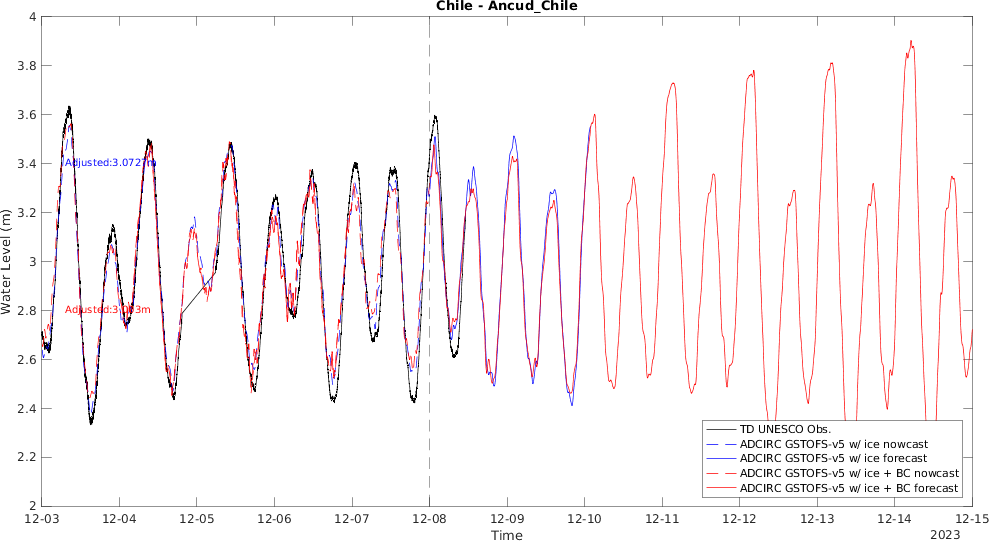 Chile - Ancud_Chile
4
3.8
3.6
3.4
3.2
3
2.8
2.6
2.4
2.2
2
Water Level (m)
Adjusted:3.072m
TD UNESCO Obs.
ADCIRC GSTOFS-v5 w/ ice nowcast
ADCIRC GSTOFS-v5 w/ ice forecast
ADCIRC GSTOFS-v5 w/ ice + BC nowcast
ADCIRC GSTOFS-v5 w/ ice + BC forecast
12-03
12-04
12-05
12-06
12-07
12-08
12-09
12-10
12-11
12-12
12-13
12-14
12-15
Time
2023